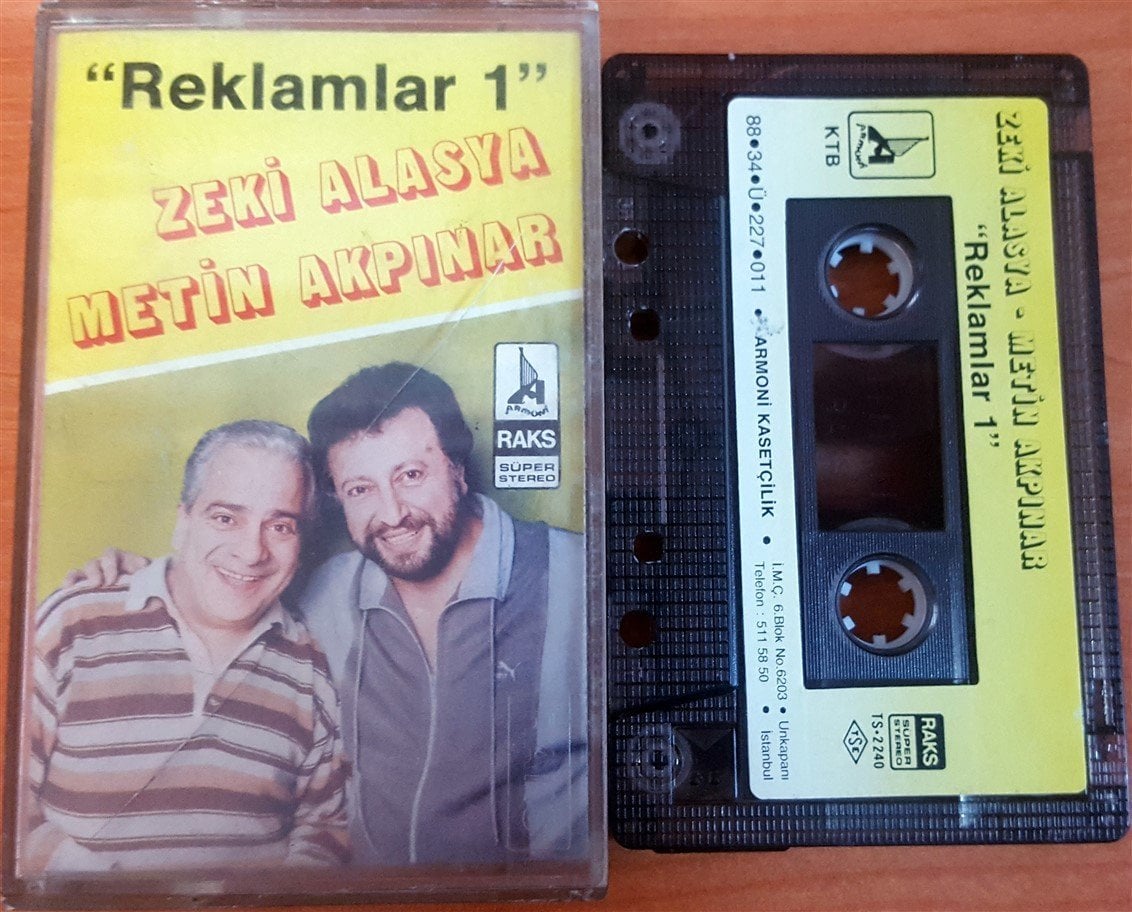 “Reklamlar 1”
ZEKİ ALASYA
METİN AKPINAR
A
ARMONİ
RAKS
SÜPER
STEREO
ZEKİ ALASYA - METİN AKPINAR
“Reklamlar 1”
A
ARMONİ
KTB
RAKS
SÜPER
STEREO
TS•2240
TSE
88•34•Ü•227•011 • ARMONİ KASETÇİLİK • İ.M.Ç. 6.Blok No.6203 • Unkapanı
Telefon : 511 58 50 • İstanbul